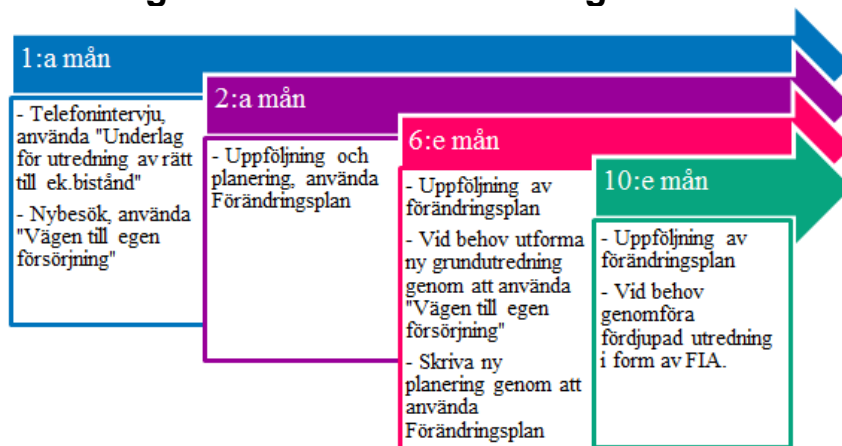 1:a mån
- Telefonintervju,
använda "Underlag
för utredning av rätt
till ek.bistånd"
- Nybesök, använda
"Vägen till egen
försörjning"
2:a mån
- Uppföljning och
planering, använda
Förändringsplan
6:e mån
- Uppföljning av
förändringsplan
- Vid behov utforma
ny grundutredning
genom att använda
"Vägen till egen
försörjning"
- Skriva ny
planering genom att
använda
Förändringsplan
10:e mån
- Uppföljning av
förändringsplan
- Vid behov
genomföra
fördjupad utredning
i form av FIA.